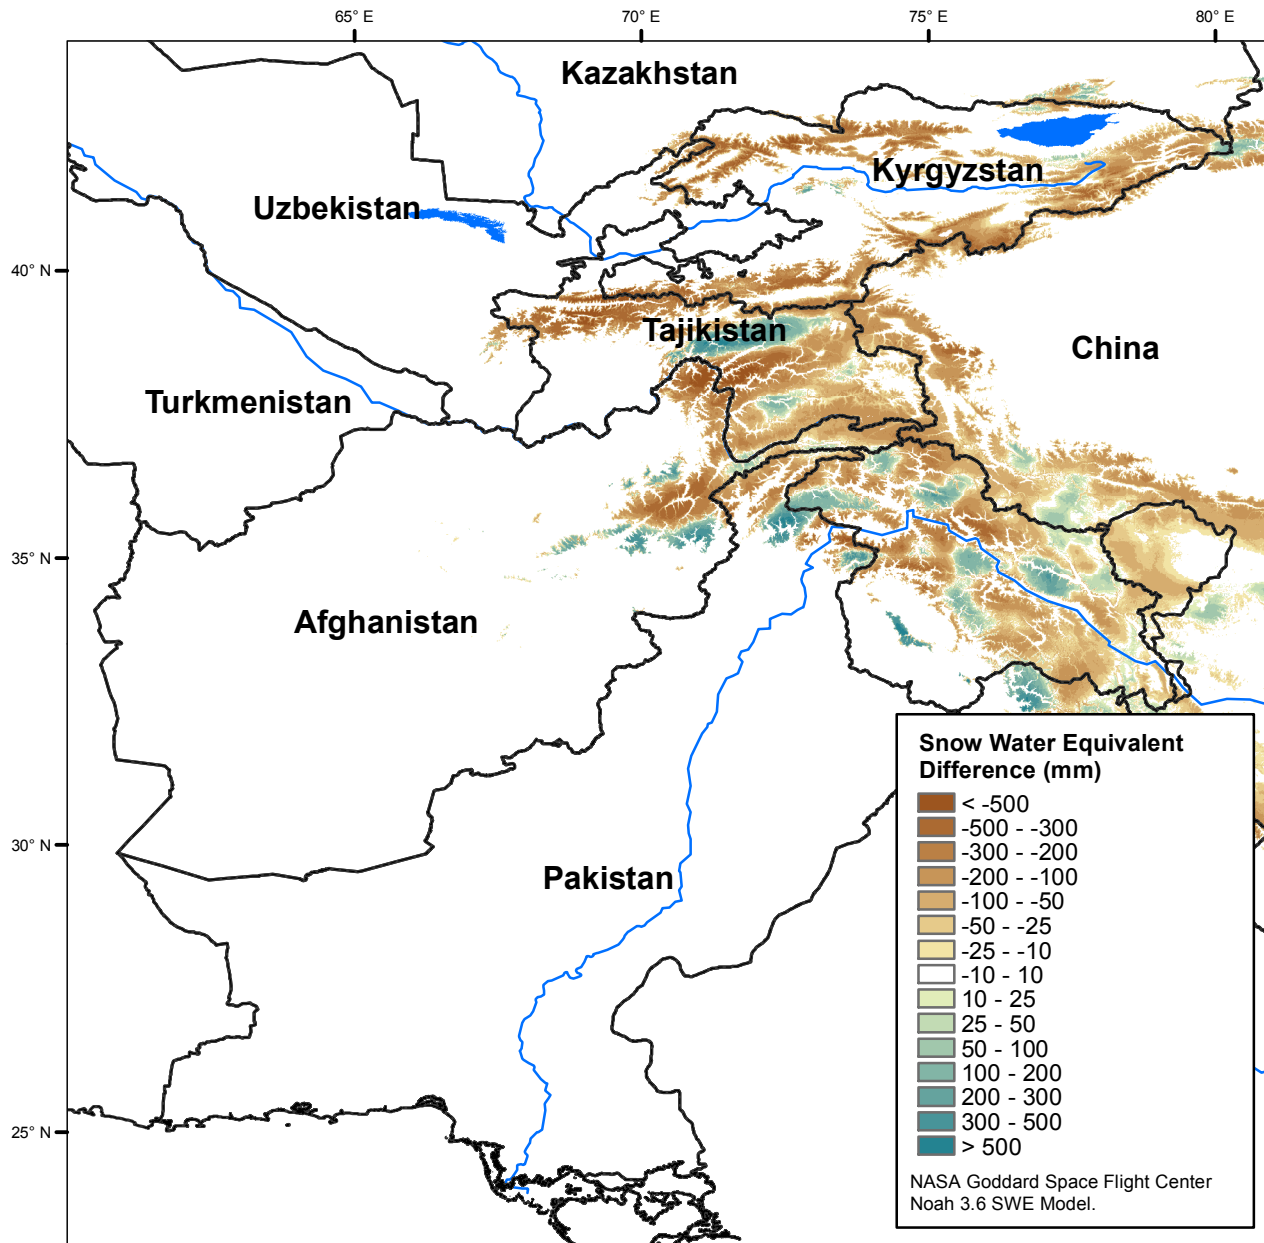 65° E
70° E
75° E
80° E
Kazakhstan
Kyrgyzstan
Uzbekistan
40° N
Tajikistan
China
Turkmenistan
35° N
Afghanistan
Snow Water Equivalent
Difference (mm)
< -500
-500 - -300
-300 - -200
-200 - -100
-100 - -50
-50 - -25
-25 - -10
-10 - 10
10 - 25
25 - 50
50 - 100
100 - 200
200 - 300
300 - 500
> 500
30° N
Pakistan
25° N
NASA Goddard Space Flight Center
Noah 3.6 SWE Model.